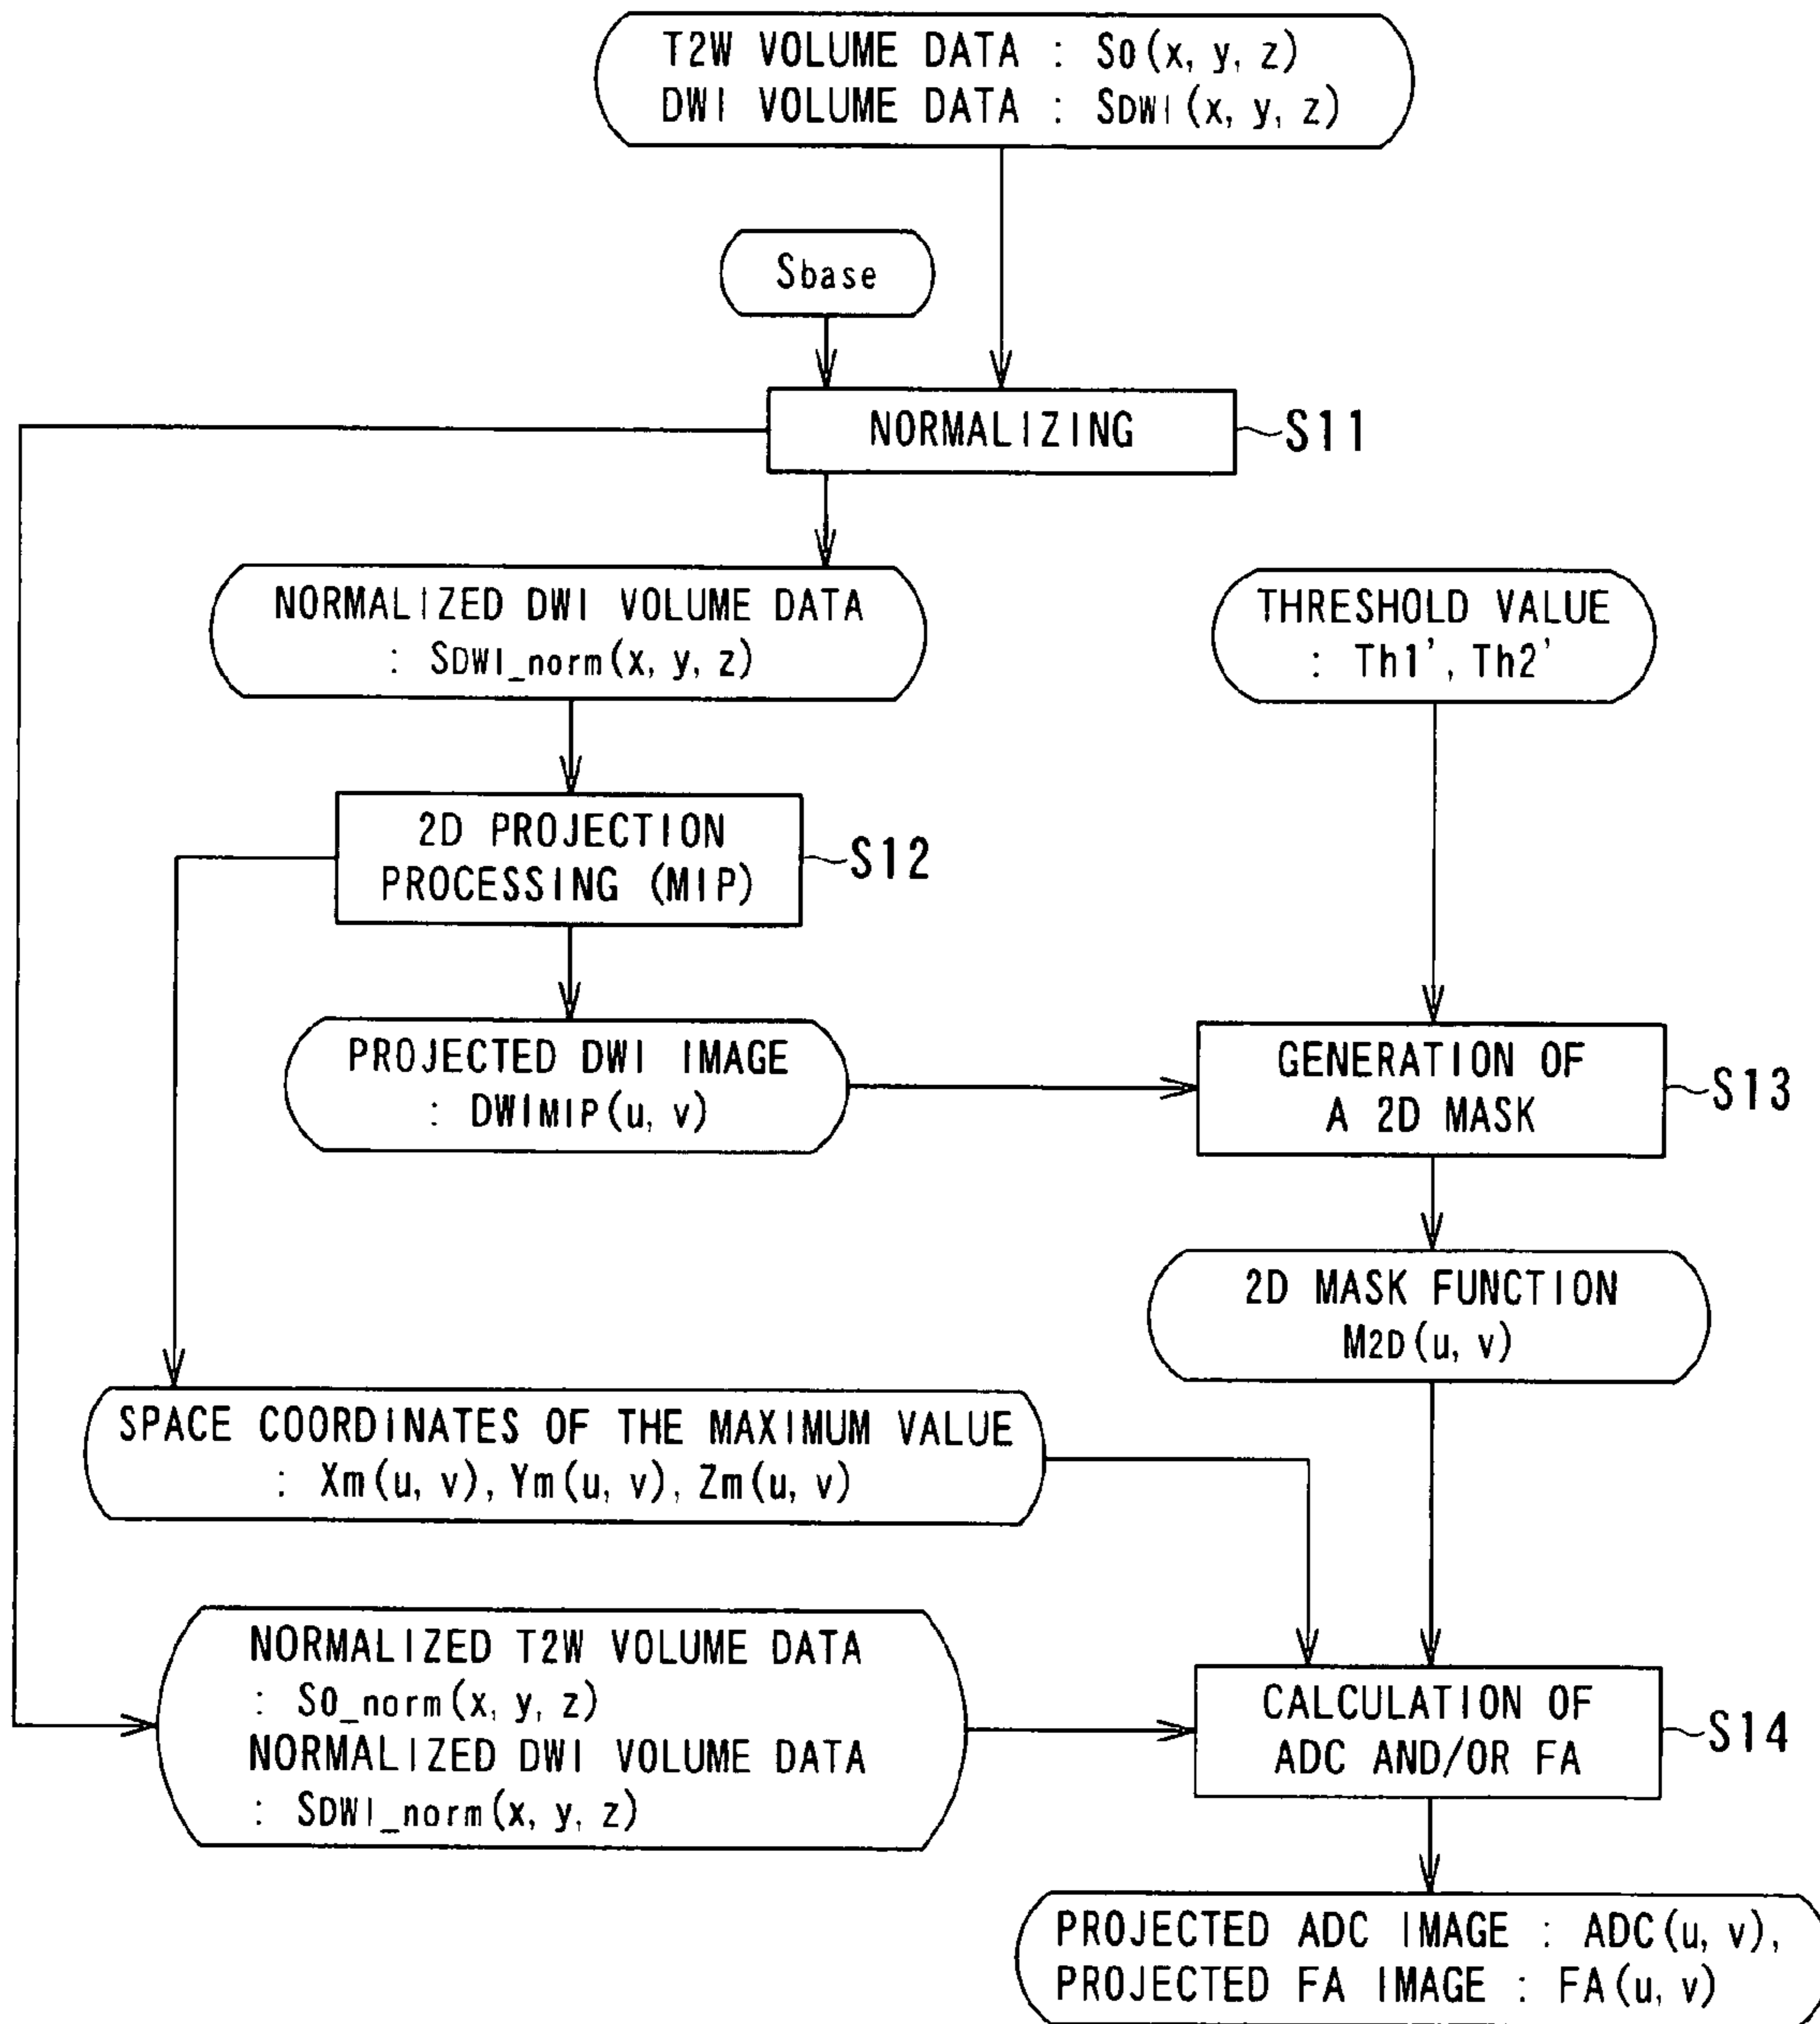 T2W VOLUME DATA : S0(x, y, z)
DWI VOLUME DATA : SDWI(x, y, z)
Sbase
NORMALIZING
S11
NORMALIZED DWI VOLUME DATA
: SDWI_norm(x, y, z)
THRESHOLD VALUE
: Th1', Th2'
2D PROJECTION
PROCESSING (MIP)
S12
PROJECTED DWI IMAGE
: DWIMIP(u, v)
GENERATION OF
A 2D MASK
S13
2D MASK FUNCTION
M2D(u, v)
SPACE COORDINATES OF THE MAXIMUM VALUE
: Xm(u, v), Ym(u, v), Zm(u, v)
NORMALIZED T2W VOLUME DATA
: S0_norm(x, y, z)
NORMALIZED DWI VOLUME DATA
: SDWI_norm(x, y, z)
CALCULATION OF
ADC AND/OR FA
S14
PROJECTED ADC IMAGE : ADC(u, v),
PROJECTED FA IMAGE : FA(u, v)